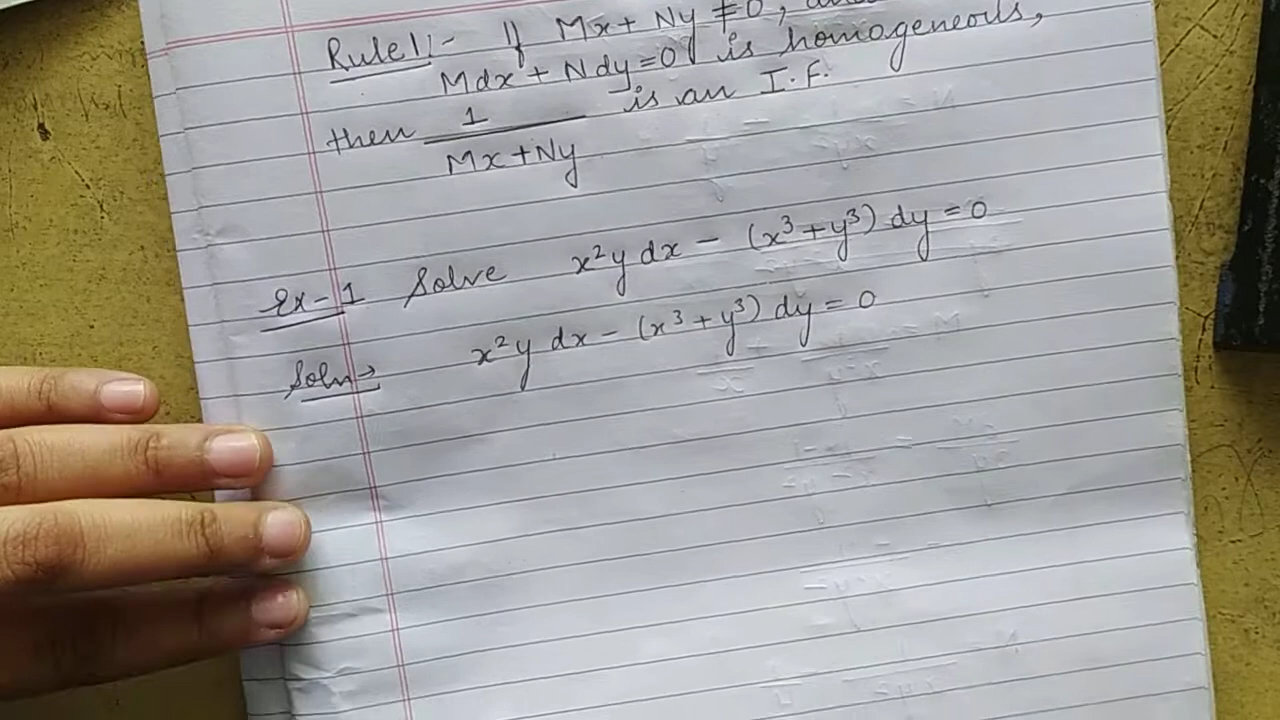 Rule 1:- If Mx + Ny ≠ 0,
Mdx + Ndy = 0 is homogeneous,
then 1/(Mx + Ny) is an I.F.
Ex-1 Solve x²y dx - (x³ + y³) dy = 0
Soln→ x²y dx - (x³ + y³) dy = 0